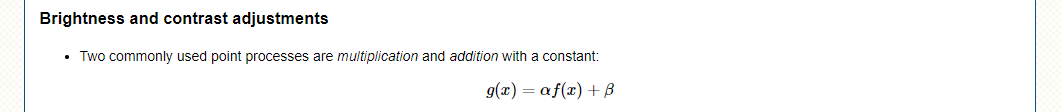 Brightness and contrast adjustments
• Two commonly used point processes are multiplication and addition with a constant:
g(x) = αf(x) + β